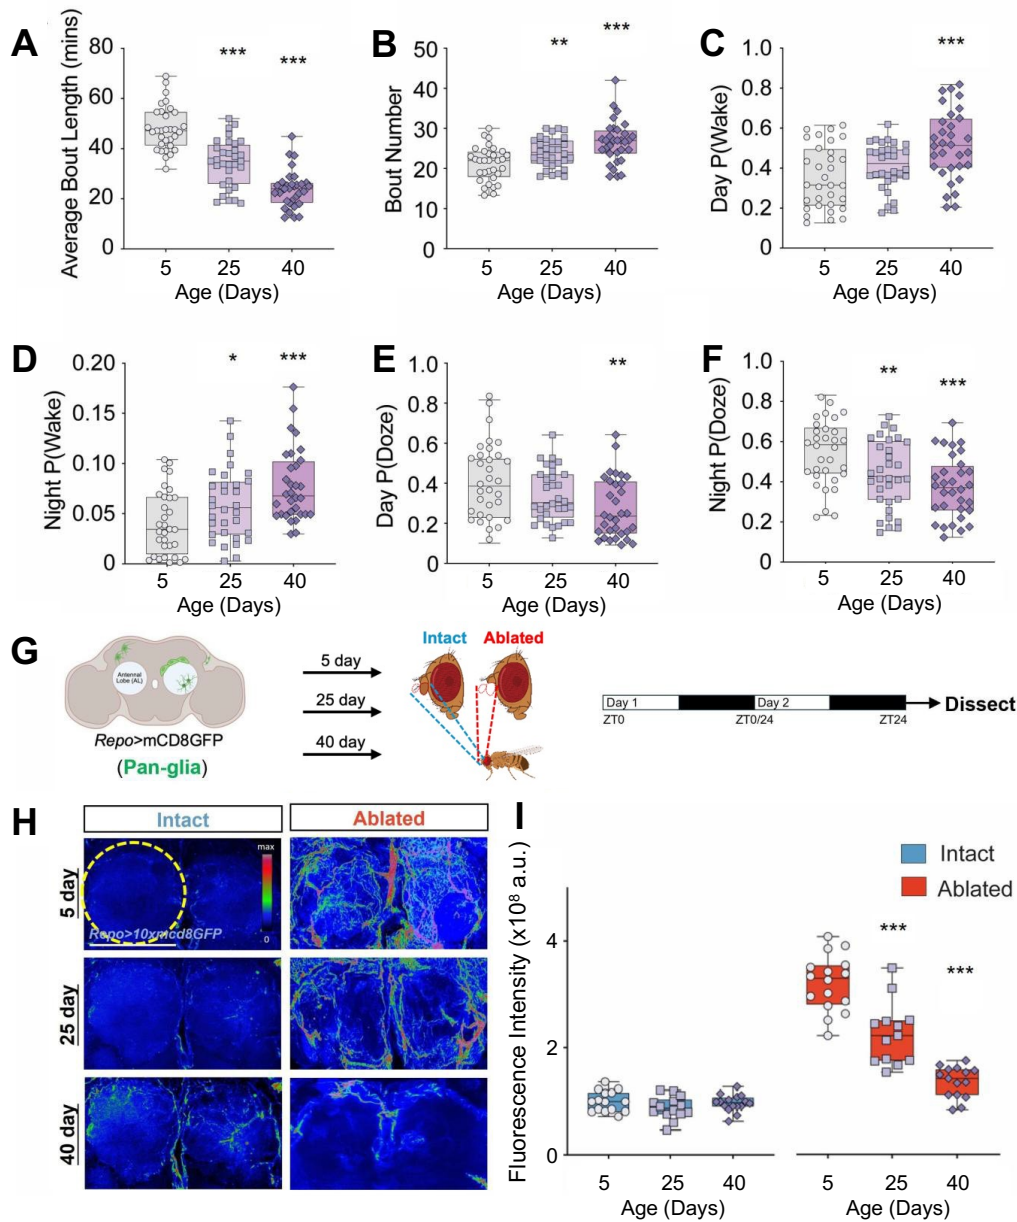 A
Average Bout Length (mins)
80
60
40
20
0
***
***
5 25 40
Age (Days)
B
Bout Number
50
40
30
20
10
0
**
***
5 25 40
Age (Days)
C
Day P(Wake)
1.0
0.8
0.6
0.4
0.2
0
***
5 25 40
Age (Days)
D
Night P(Wake)
0.20
0.15
0.10
0.05
0
*
***
5 25 40
Age (Days)
E
Day P(Doze)
1.0
0.8
0.6
0.4
0.2
0
**
5 25 40
Age (Days)
F
Night P(Doze)
1.0
0.8
0.6
0.4
0.2
0
**
***
5 25 40
Age (Days)
G
Antennal
Lobe (AL)
Repo>mCD8GFP
(Pan-glia)
5 day
25 day
40 day
Intact Ablated
Day 1 Day 2
ZT0 ZT0/24 ZT24
Dissect
H
Intact Ablated
5 day
max
0
Repo>10xmcd8GFP
25 day
40 day
I
Intact
Ablated
Fluorescence Intensity (x10⁸ a.u.)
4
2
0
***
***
5 25 40 5 25 40
Age (Days) Age (Days)